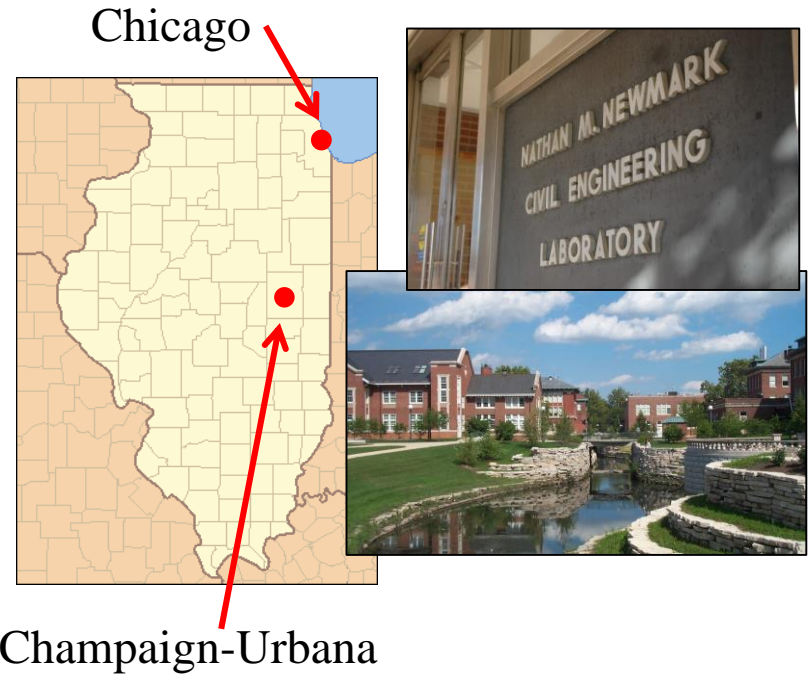 Chicago
NATHAN M. NEWMARK
CIVIL ENGINEERING
LABORATORY
Champaign-Urbana